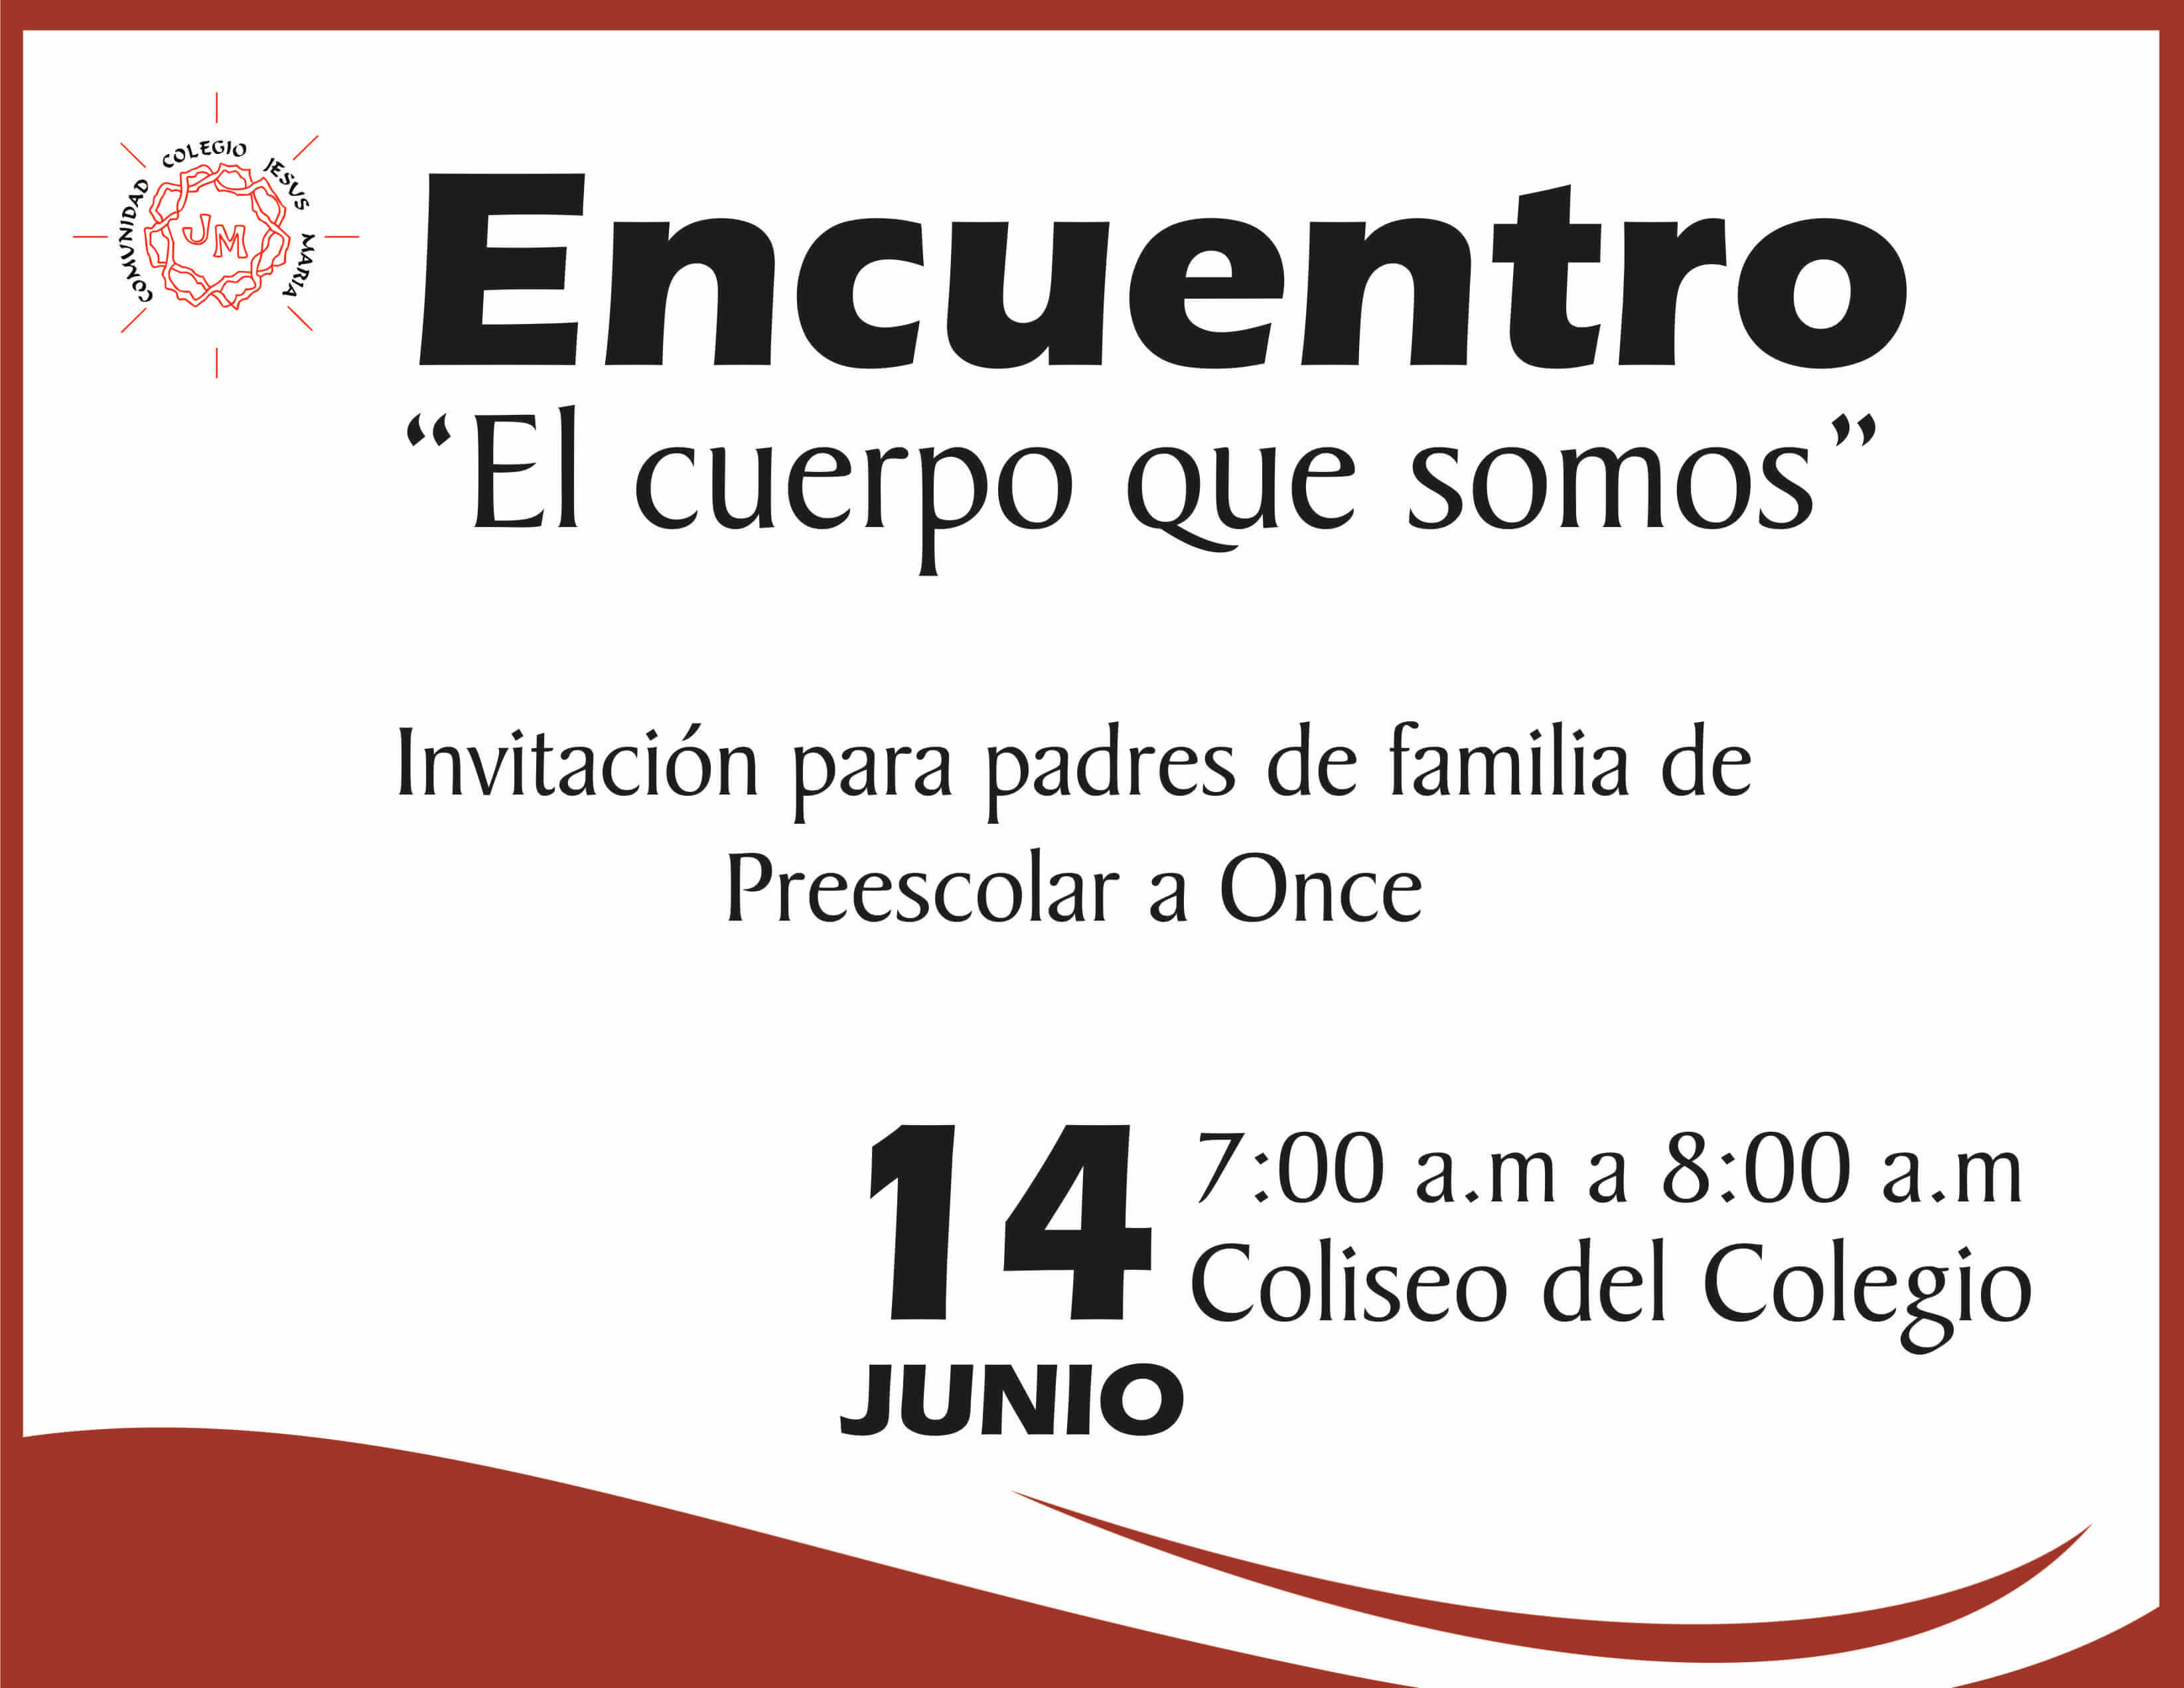 COMUNIDAD COLEGIO JESUS MARIA
JM
Encuentro
“El cuerpo que somos”
Invitación para padres de familia de
Preescolar a Once
14
JUNIO
7:00 a.m a 8:00 a.m
Coliseo del Colegio